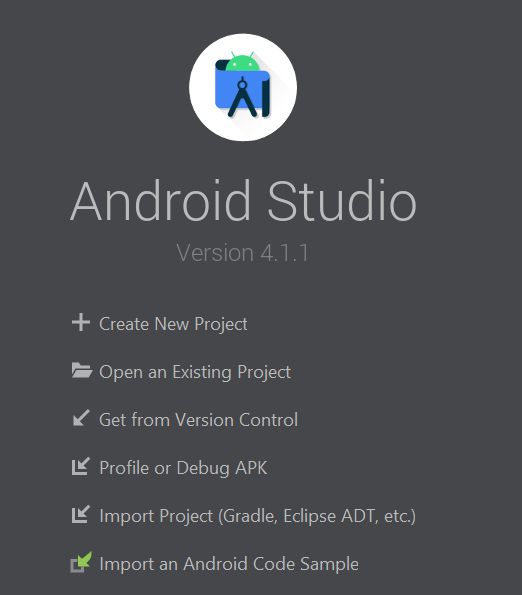 Android Studio
Version 4.1.1
Create New Project
Open an Existing Project
Get from Version Control
Profile or Debug APK
Import Project (Gradle, Eclipse ADT, etc.)
Import an Android Code Sample